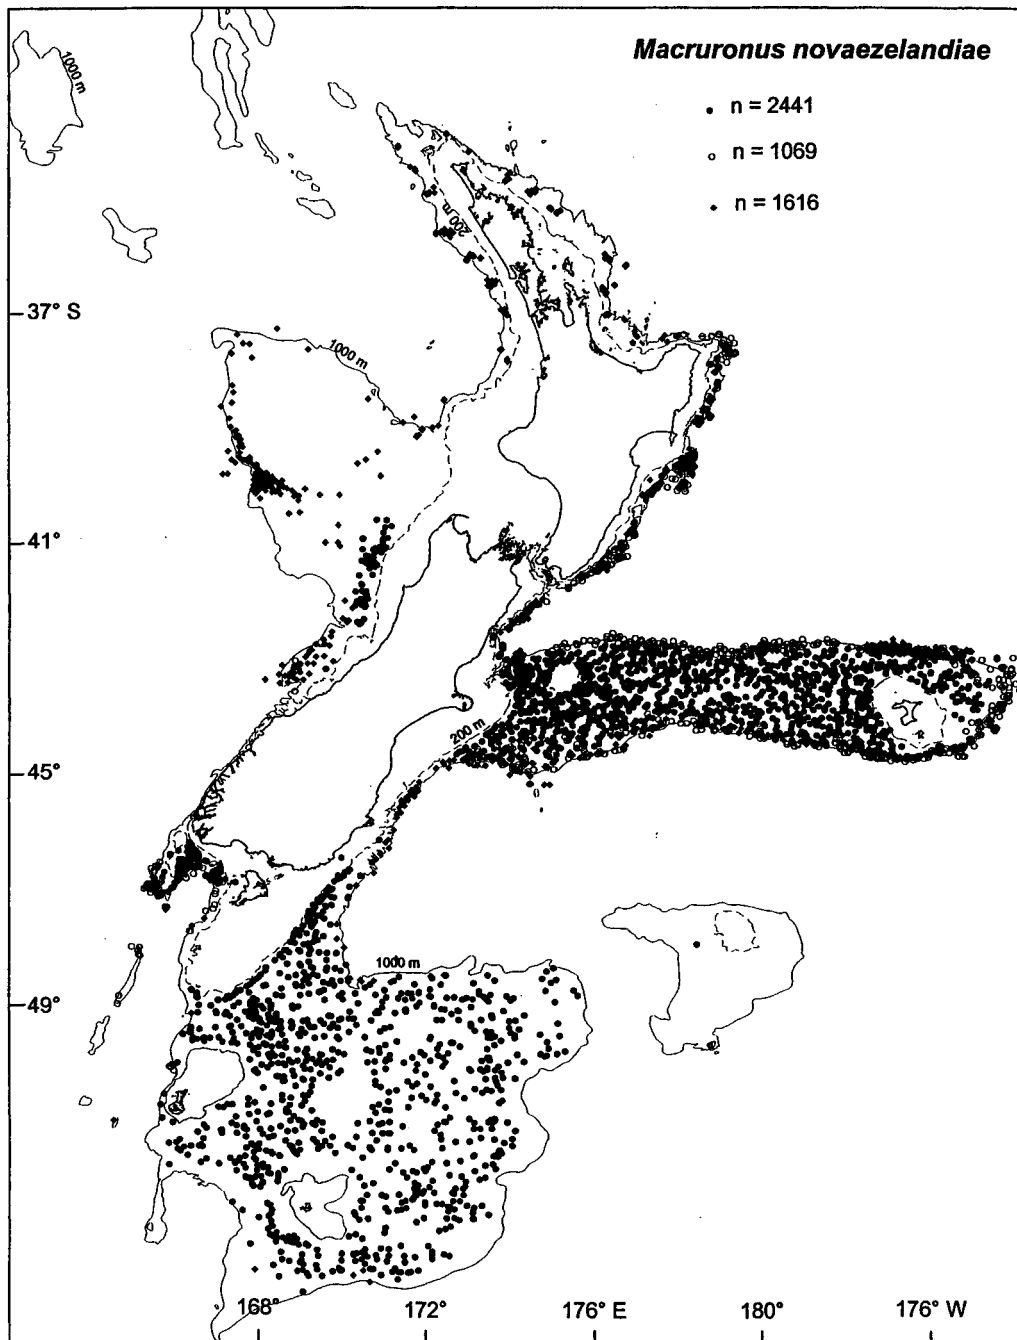 Macruronus novaezelandiae
n = 2441
n = 1069
n = 1616
1000 m
200 m
37° S
1000 m
41°
200 m
45°
1000 m
49°
168°
172°
176° E
180°
176° W